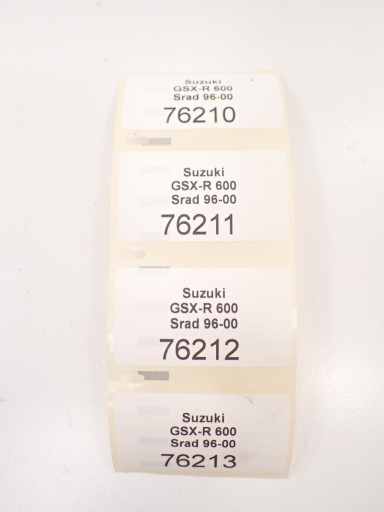 Suzuki
GSX-R 600
Srad 96-00
76210
Suzuki
GSX-R 600
Srad 96-00
76211
Suzuki
GSX-R 600
Srad 96-00
76212
Suzuki
GSX-R 600
Srad 96-00
76213